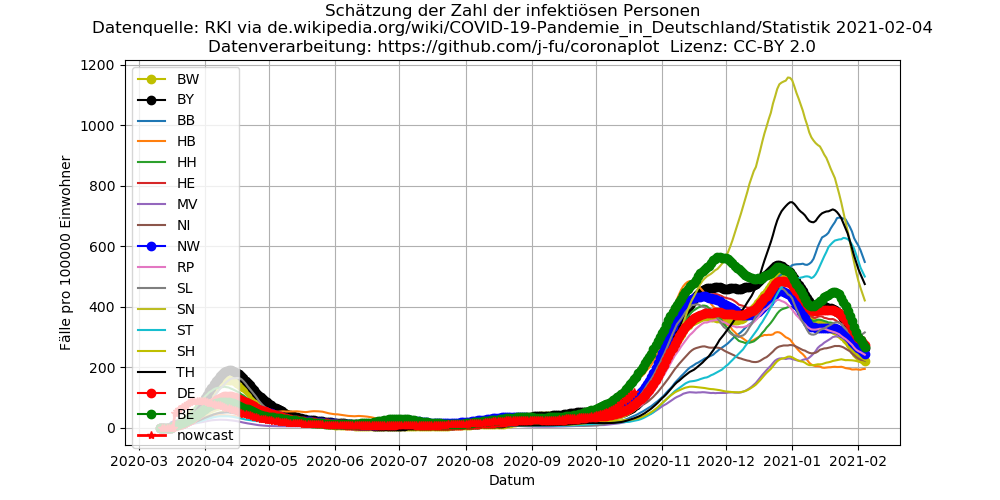 Schätzung der Zahl der infektiösen Personen
Datenquelle: RKI via de.wikipedia.org/wiki/COVID-19-Pandemie_in_Deutschland/Statistik 2021-02-04
Datenverarbeitung: https://github.com/j-fu/coronaplot  Lizenz: CC-BY 2.0
Fälle pro 100000 Einwohner
1200
1000
800
600
400
200
0
BW
BY
BB
HB
HH
HE
MV
NI
NW
RP
SL
SN
ST
SH
TH
DE
BE
nowcast
2020-03 2020-04 2020-05 2020-06 2020-07 2020-08 2020-09 2020-10 2020-11 2020-12 2021-01 2021-02
Datum